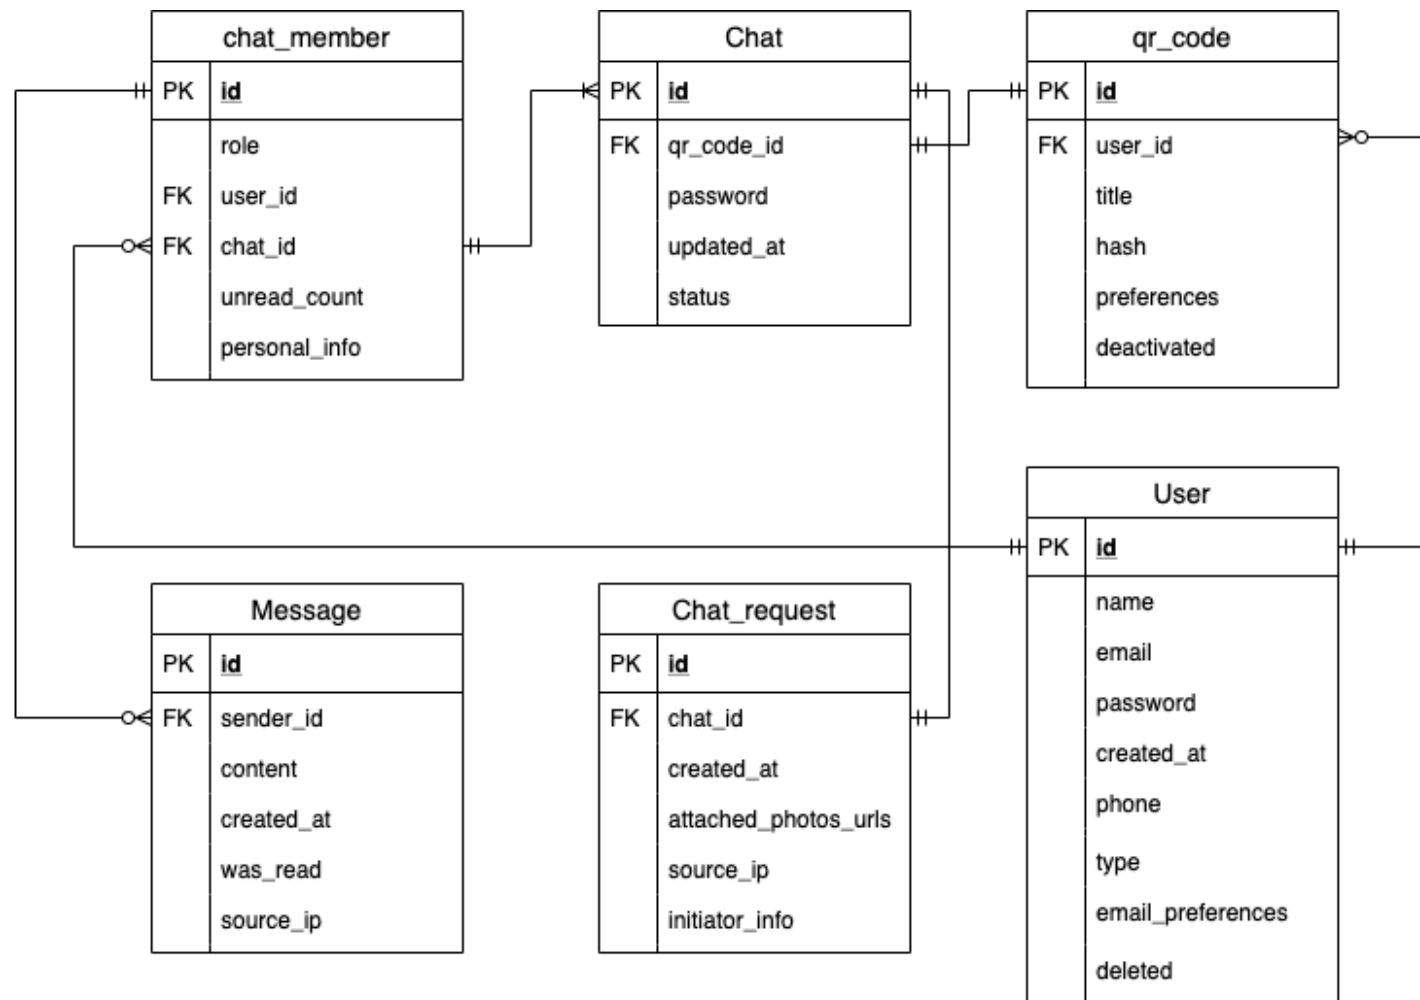 chat_member
PK id
role
FK user_id
FK chat_id
unread_count
personal_info
Chat
PK id
FK qr_code_id
password
updated_at
status
qr_code
PK id
FK user_id
title
hash
preferences
deactivated
Message
PK id
FK sender_id
content
created_at
was_read
source_ip
Chat_request
PK id
FK chat_id
created_at
attached_photos_urls
source_ip
initiator_info
User
PK id
name
email
password
created_at
phone
type
email_preferences
deleted